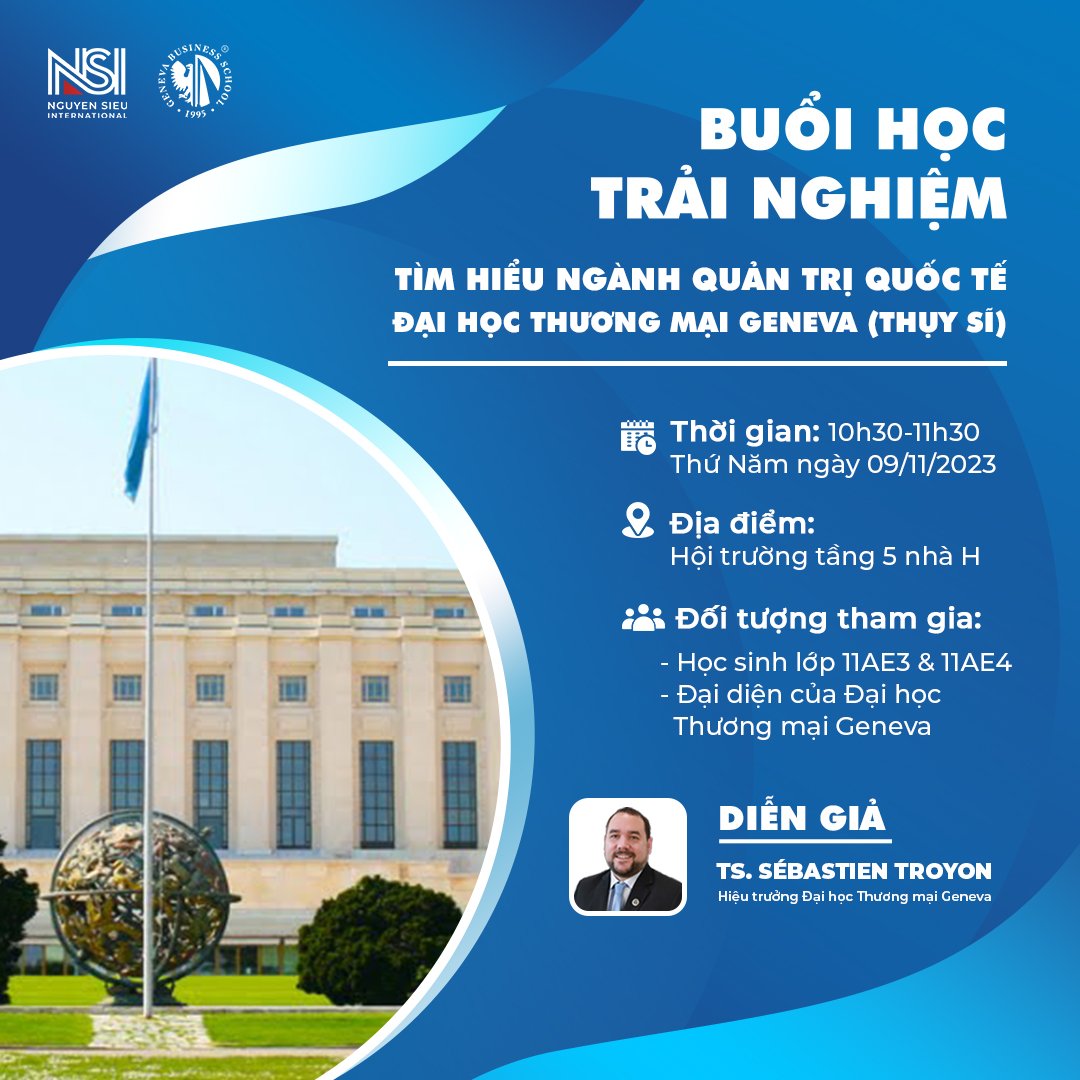 NSI
NGUYEN SIEU
INTERNATIONAL
GENEVA BUSINESS SCHOOL ®
1995
BUỔI HỌC
TRẢI NGHIỆM
TÌM HIỂU NGÀNH QUẢN TRỊ QUỐC TẾ
ĐẠI HỌC THƯƠNG MẠI GENEVA (THỤY SĨ)
Thời gian: 10h30-11h30
Thứ Năm ngày 09/11/2023
Địa điểm:
Hội trường tầng 5 nhà H
Đối tượng tham gia:
- Học sinh lớp 11AE3 & 11AE4
- Đại diện của Đại học
Thương mại Geneva
DIỄN GIẢ
TS. SÉBASTIEN TROYON
Hiệu trưởng Đại học Thương mại Geneva